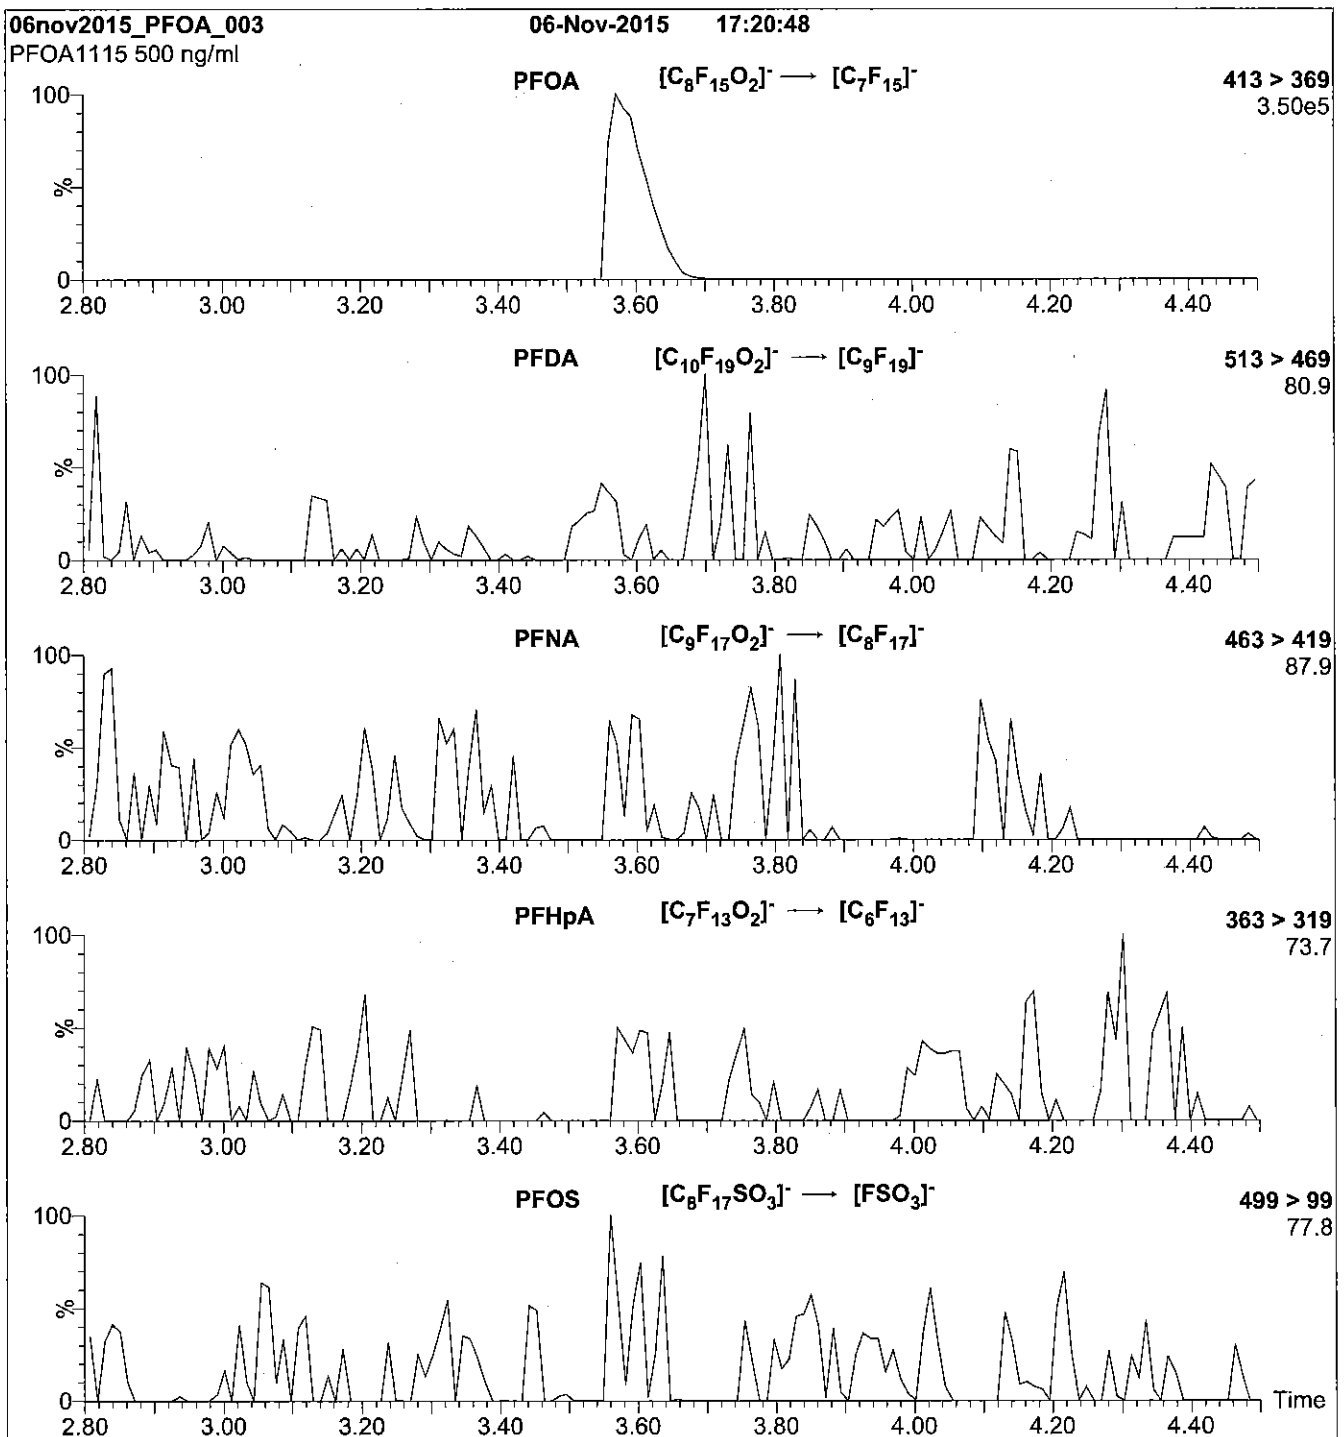 06nov2015_PFOA_003 06-Nov-2015 17:20:48
PFOA1115 500 ng/ml
PFOA [C₈F₁₅O₂]⁻ → [C₇F₁₅]⁻ 413 > 369
3.50e5
100
%
0
2.80 3.00 3.20 3.40 3.60 3.80 4.00 4.20 4.40
PFDA [C₁₀F₁₉O₂]⁻ → [C₉F₁₉]⁻ 513 > 469
80.9
100
%
0
2.80 3.00 3.20 3.40 3.60 3.80 4.00 4.20 4.40
PFNA [C₉F₁₇O₂]⁻ → [C₈F₁₇]⁻ 463 > 419
87.9
100
%
0
2.80 3.00 3.20 3.40 3.60 3.80 4.00 4.20 4.40
PFHpA [C₇F₁₃O₂]⁻ → [C₆F₁₃]⁻ 363 > 319
73.7
100
%
0
2.80 3.00 3.20 3.40 3.60 3.80 4.00 4.20 4.40
PFOS [C₈F₁₇SO₃]⁻ → [FSO₃]⁻ 499 > 99
77.8
100
%
0 Time
2.80 3.00 3.20 3.40 3.60 3.80 4.00 4.20 4.40